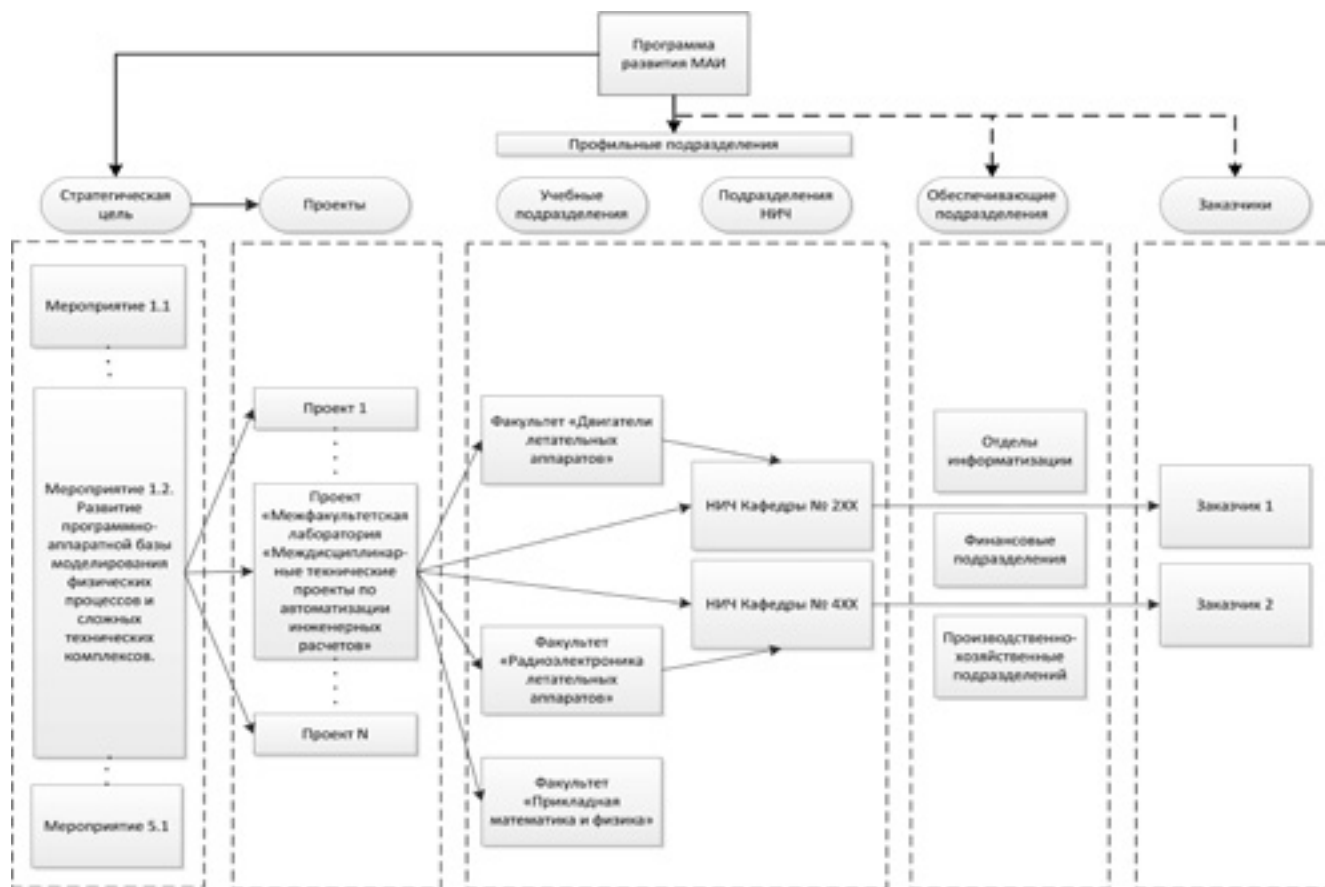 Программа
развития МАИ
Профильные подразделения
Стратегическая
цель
Проекты
Учебные
подразделения
Подразделения
НИЧ
Обеспечивающие
подразделения
Заказчики
Мероприятие 1.1
Мероприятие 1.2.
Развитие
программно-
аппаратной базы
моделирования
физических
процессов и
сложных
технических
комплексов.
Мероприятие 5.1
Проект 1
Проект
«Межфакультетская
лаборатория
«Междисциплинар-
ные технические
проекты по
автоматизации
инженерных
расчетов»
Проект N
Факультет «Двигатели
летательных
аппаратов»
Факультет
«Радиоэлектроника
летательных
аппаратов»
Факультет
«Прикладная
математика и физика»
НИЧ Кафедры № 2XX
НИЧ Кафедры № 4XX
Отделы
информатизации
Финансовые
подразделения
Производственно-
хозяйственные
подразделений
Заказчик 1
Заказчик 2